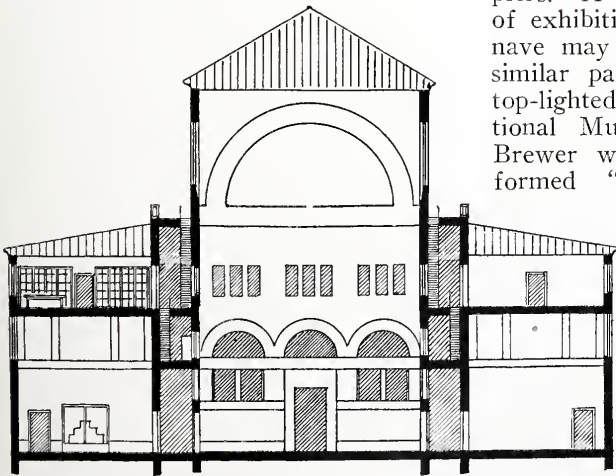 of exhibiti
nave may
similar pa
top-lighted
tional Mu
Brewer w
formed “